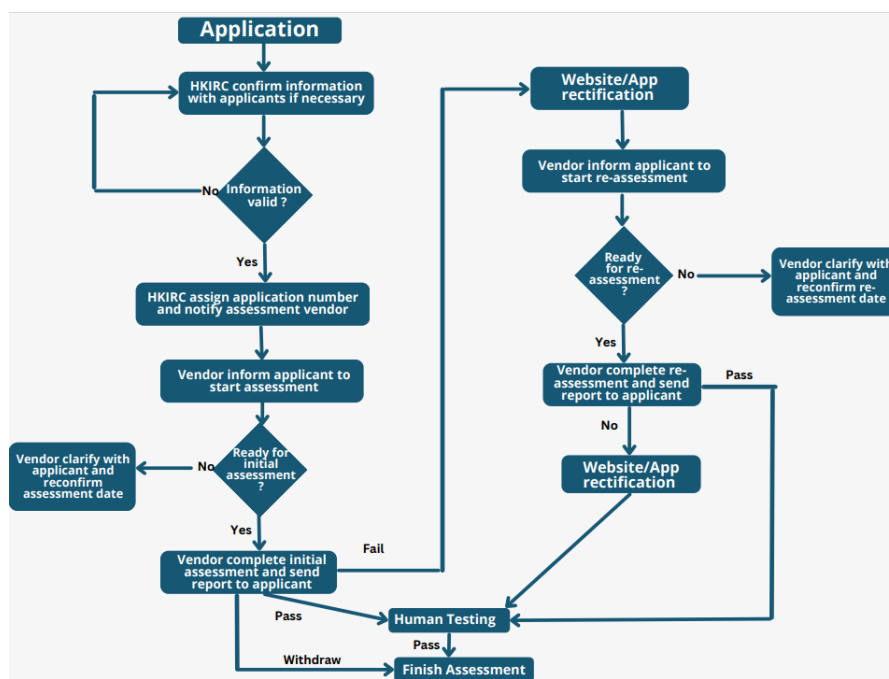 Application
HKIRC confirm information
with applicants if necessary
No
Information
valid ?
Yes
HKIRC assign application number
and notify assessment vendor
Vendor inform applicant to
start assessment
Ready for
initial
assessment
?
No
Vendor clarify with
applicant and
reconfirm
assessment date
Yes
Vendor complete initial
assessment and send
report to applicant
Fail
Pass
Withdraw
Website/App
rectification
Vendor inform applicant to
start re-assessment
Ready
for re-
assessment
?
No
Vendor clarify with
applicant and
reconfirm re-
assessment date
Yes
Vendor complete re-
assessment and send
report to applicant
Pass
No
Website/App
rectification
Human Testing
Pass
Finish Assessment